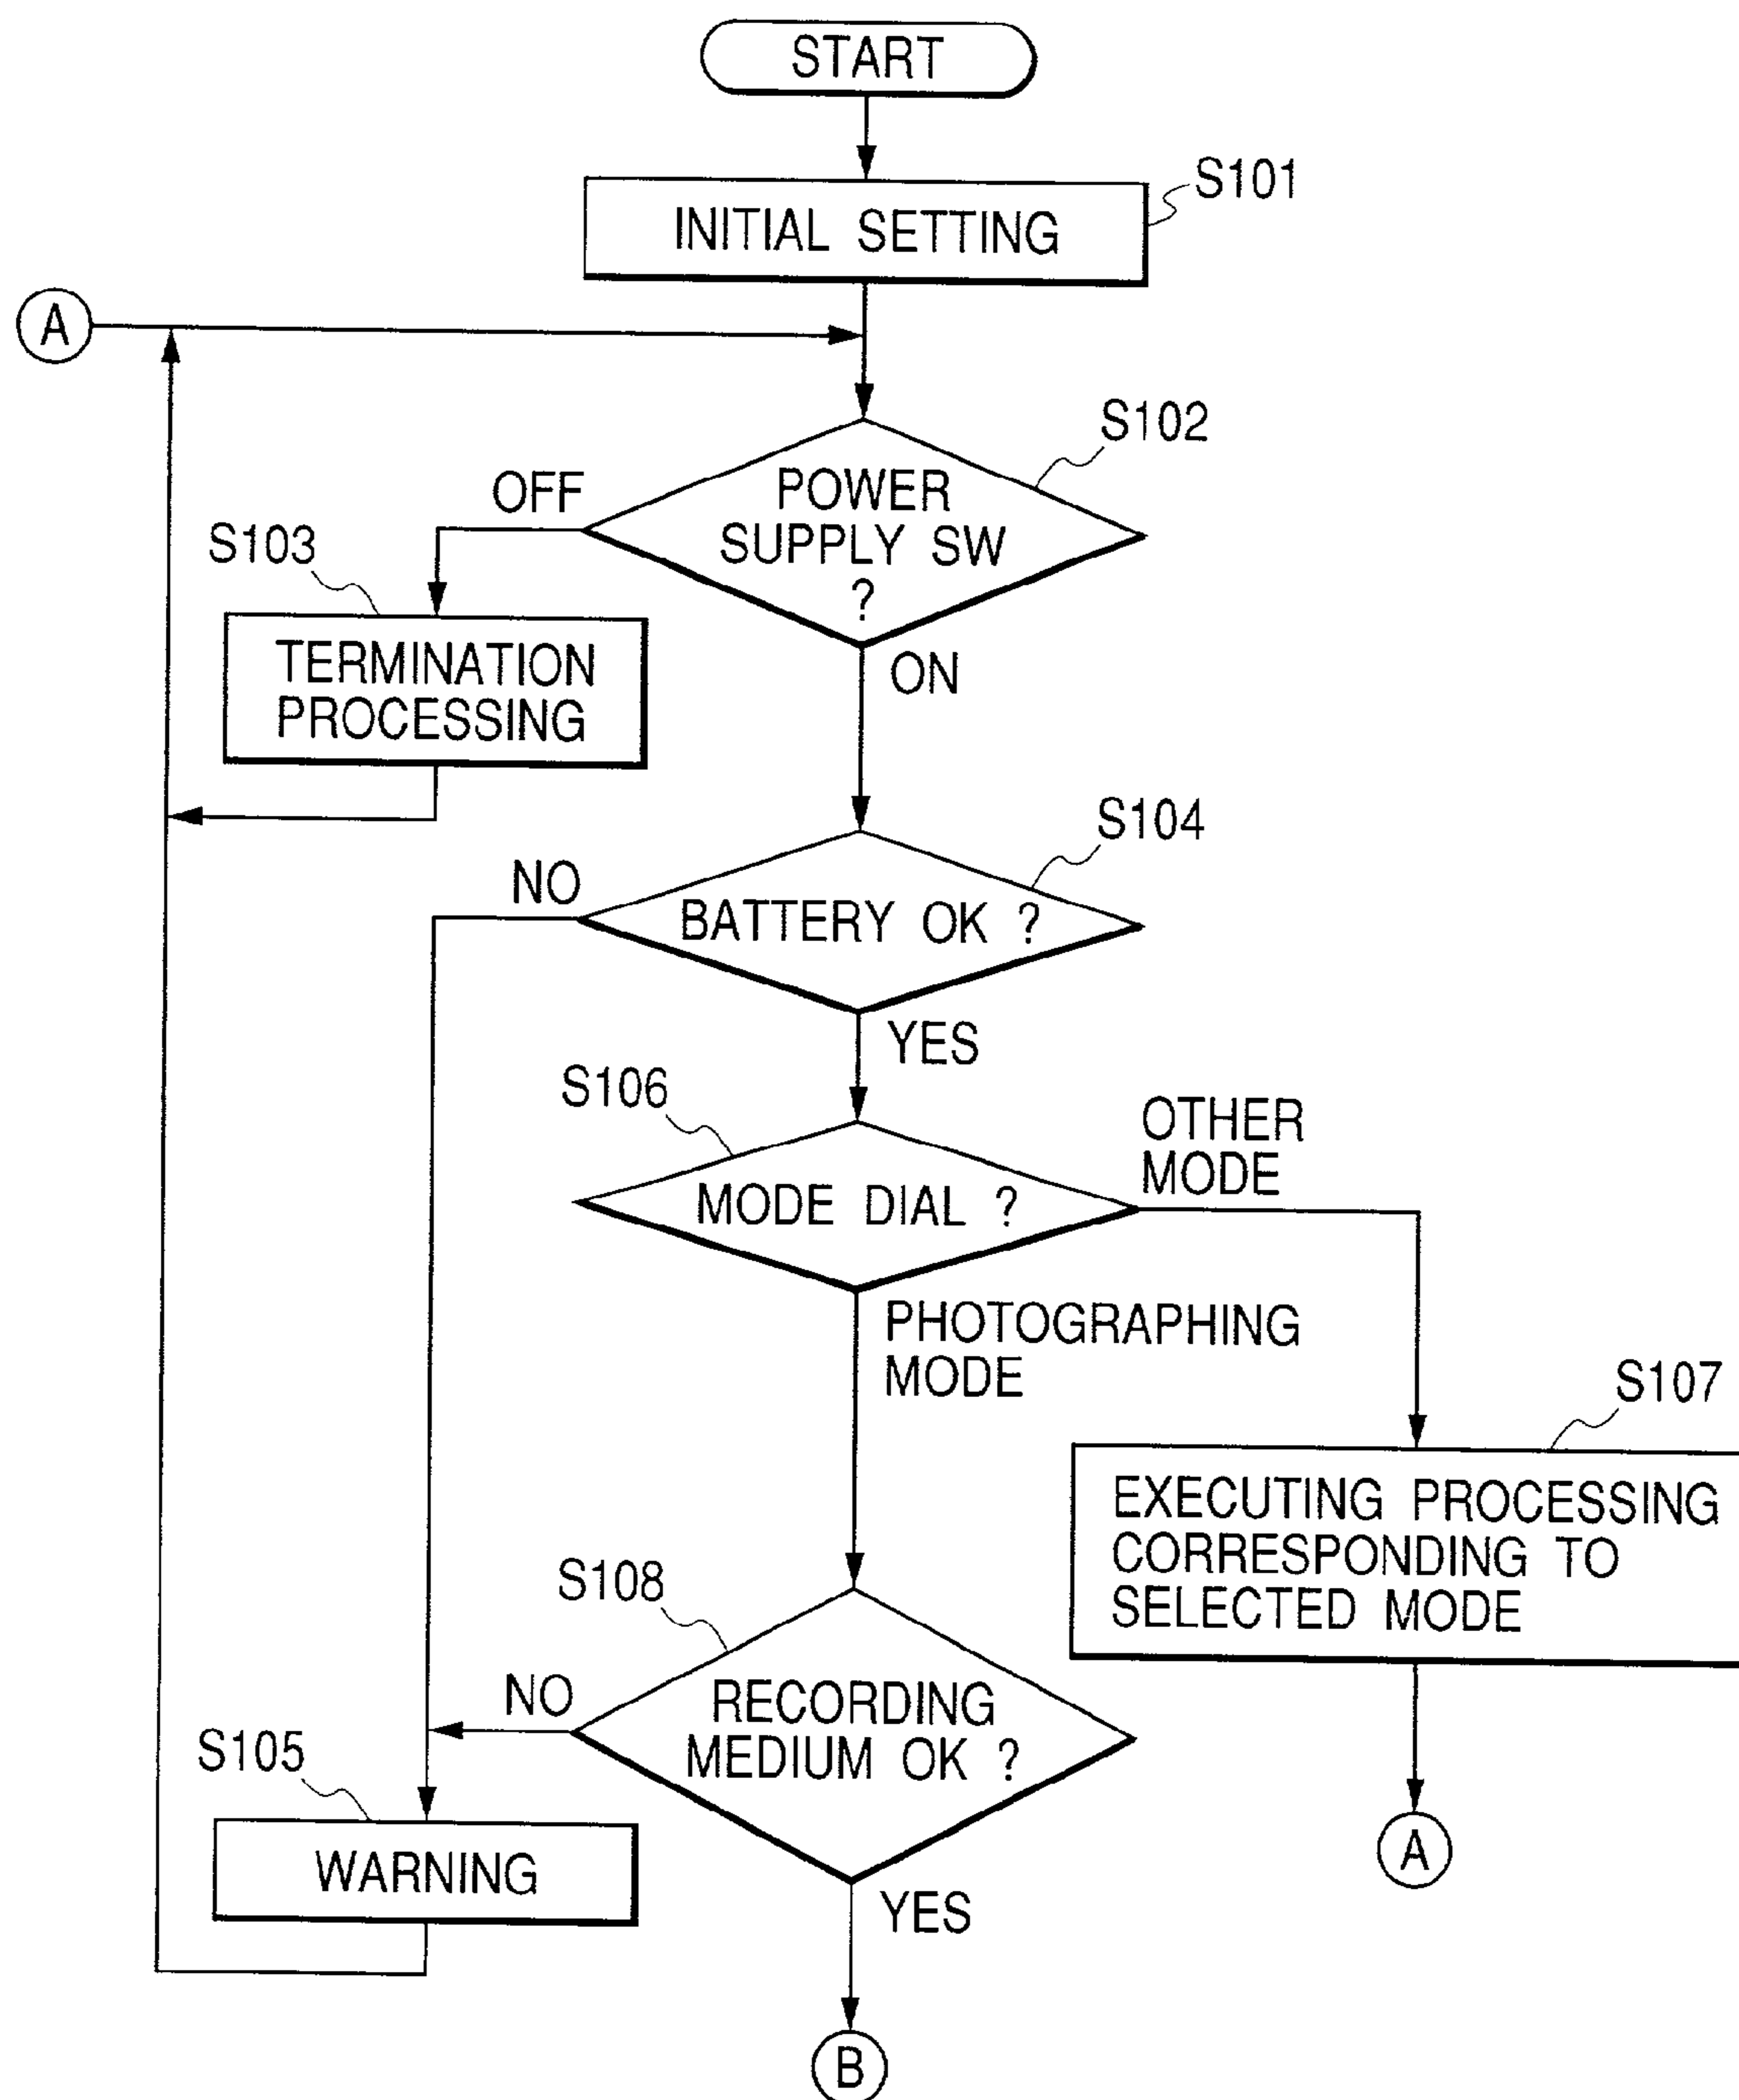 START
S101
INITIAL SETTING
A
S102
OFF
POWER
SUPPLY SW
?
S103
TERMINATION
PROCESSING
ON
S104
NO
BATTERY OK ?
YES
S106
OTHER
MODE
MODE DIAL ?
PHOTOGRAPHING
MODE
S107
EXECUTING PROCESSING
CORRESPONDING TO
SELECTED MODE
S108
NO
RECORDING
MEDIUM OK ?
S105
WARNING
A
YES
B